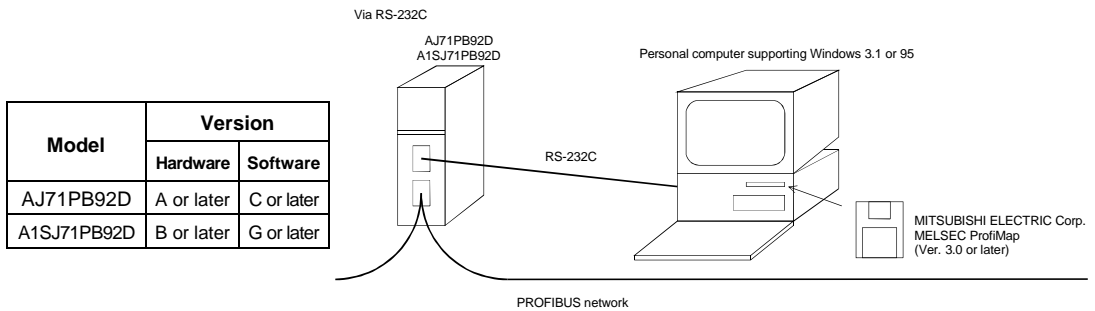 Via RS-232C
AJ71PB92D
A1SJ71PB92D
Personal computer supporting Windows 3.1 or 95
Model Version
Hardware Software
AJ71PB92D A or later C or later
A1SJ71PB92D B or later G or later
RS-232C
MITSUBISHI ELECTRIC Corp.
MELSEC ProfiMap
(Ver. 3.0 or later)
PROFIBUS network